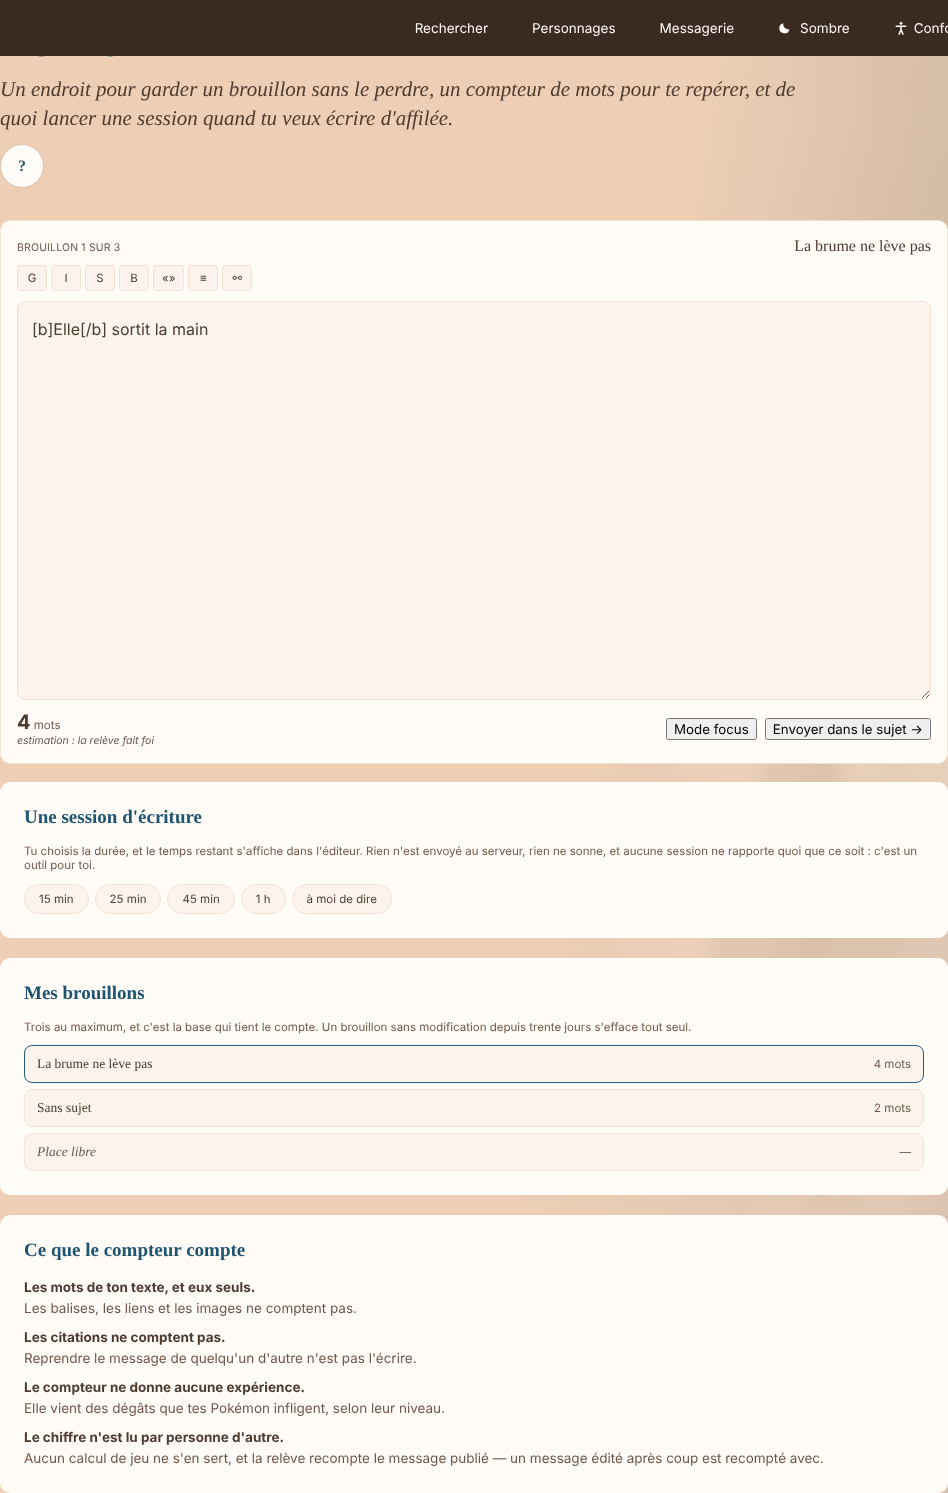 Rechercher Personnages Messagerie Sombre Confo
Un endroit pour garder un brouillon sans le perdre, un compteur de mots pour te repérer, et de
quoi lancer une session quand tu veux écrire d'affilée.
?
BROUILLON 1 SUR 3 La brume ne lève pas
G I S B «» ≡ ⚯
[b]Elle[/b] sortit la main
4 mots
estimation : la relève fait foi
Mode focus Envoyer dans le sujet →
Une session d'écriture
Tu choisis la durée, et le temps restant s'affiche dans l'éditeur. Rien n'est envoyé au serveur, rien ne sonne, et aucune session ne rapporte quoi que ce soit : c'est un
outil pour toi.
15 min 25 min 45 min 1 h à moi de dire
Mes brouillons
Trois au maximum, et c'est la base qui tient le compte. Un brouillon sans modification depuis trente jours s'efface tout seul.
La brume ne lève pas 4 mots
Sans sujet 2 mots
Place libre —
Ce que le compteur compte
Les mots de ton texte, et eux seuls.
Les balises, les liens et les images ne comptent pas.
Les citations ne comptent pas.
Reprendre le message de quelqu'un d'autre n'est pas l'écrire.
Le compteur ne donne aucune expérience.
Elle vient des dégâts que tes Pokémon infligent, selon leur niveau.
Le chiffre n'est lu par personne d'autre.
Aucun calcul de jeu ne s'en sert, et la relève recompte le message publié — un message édité après coup est recompté avec.